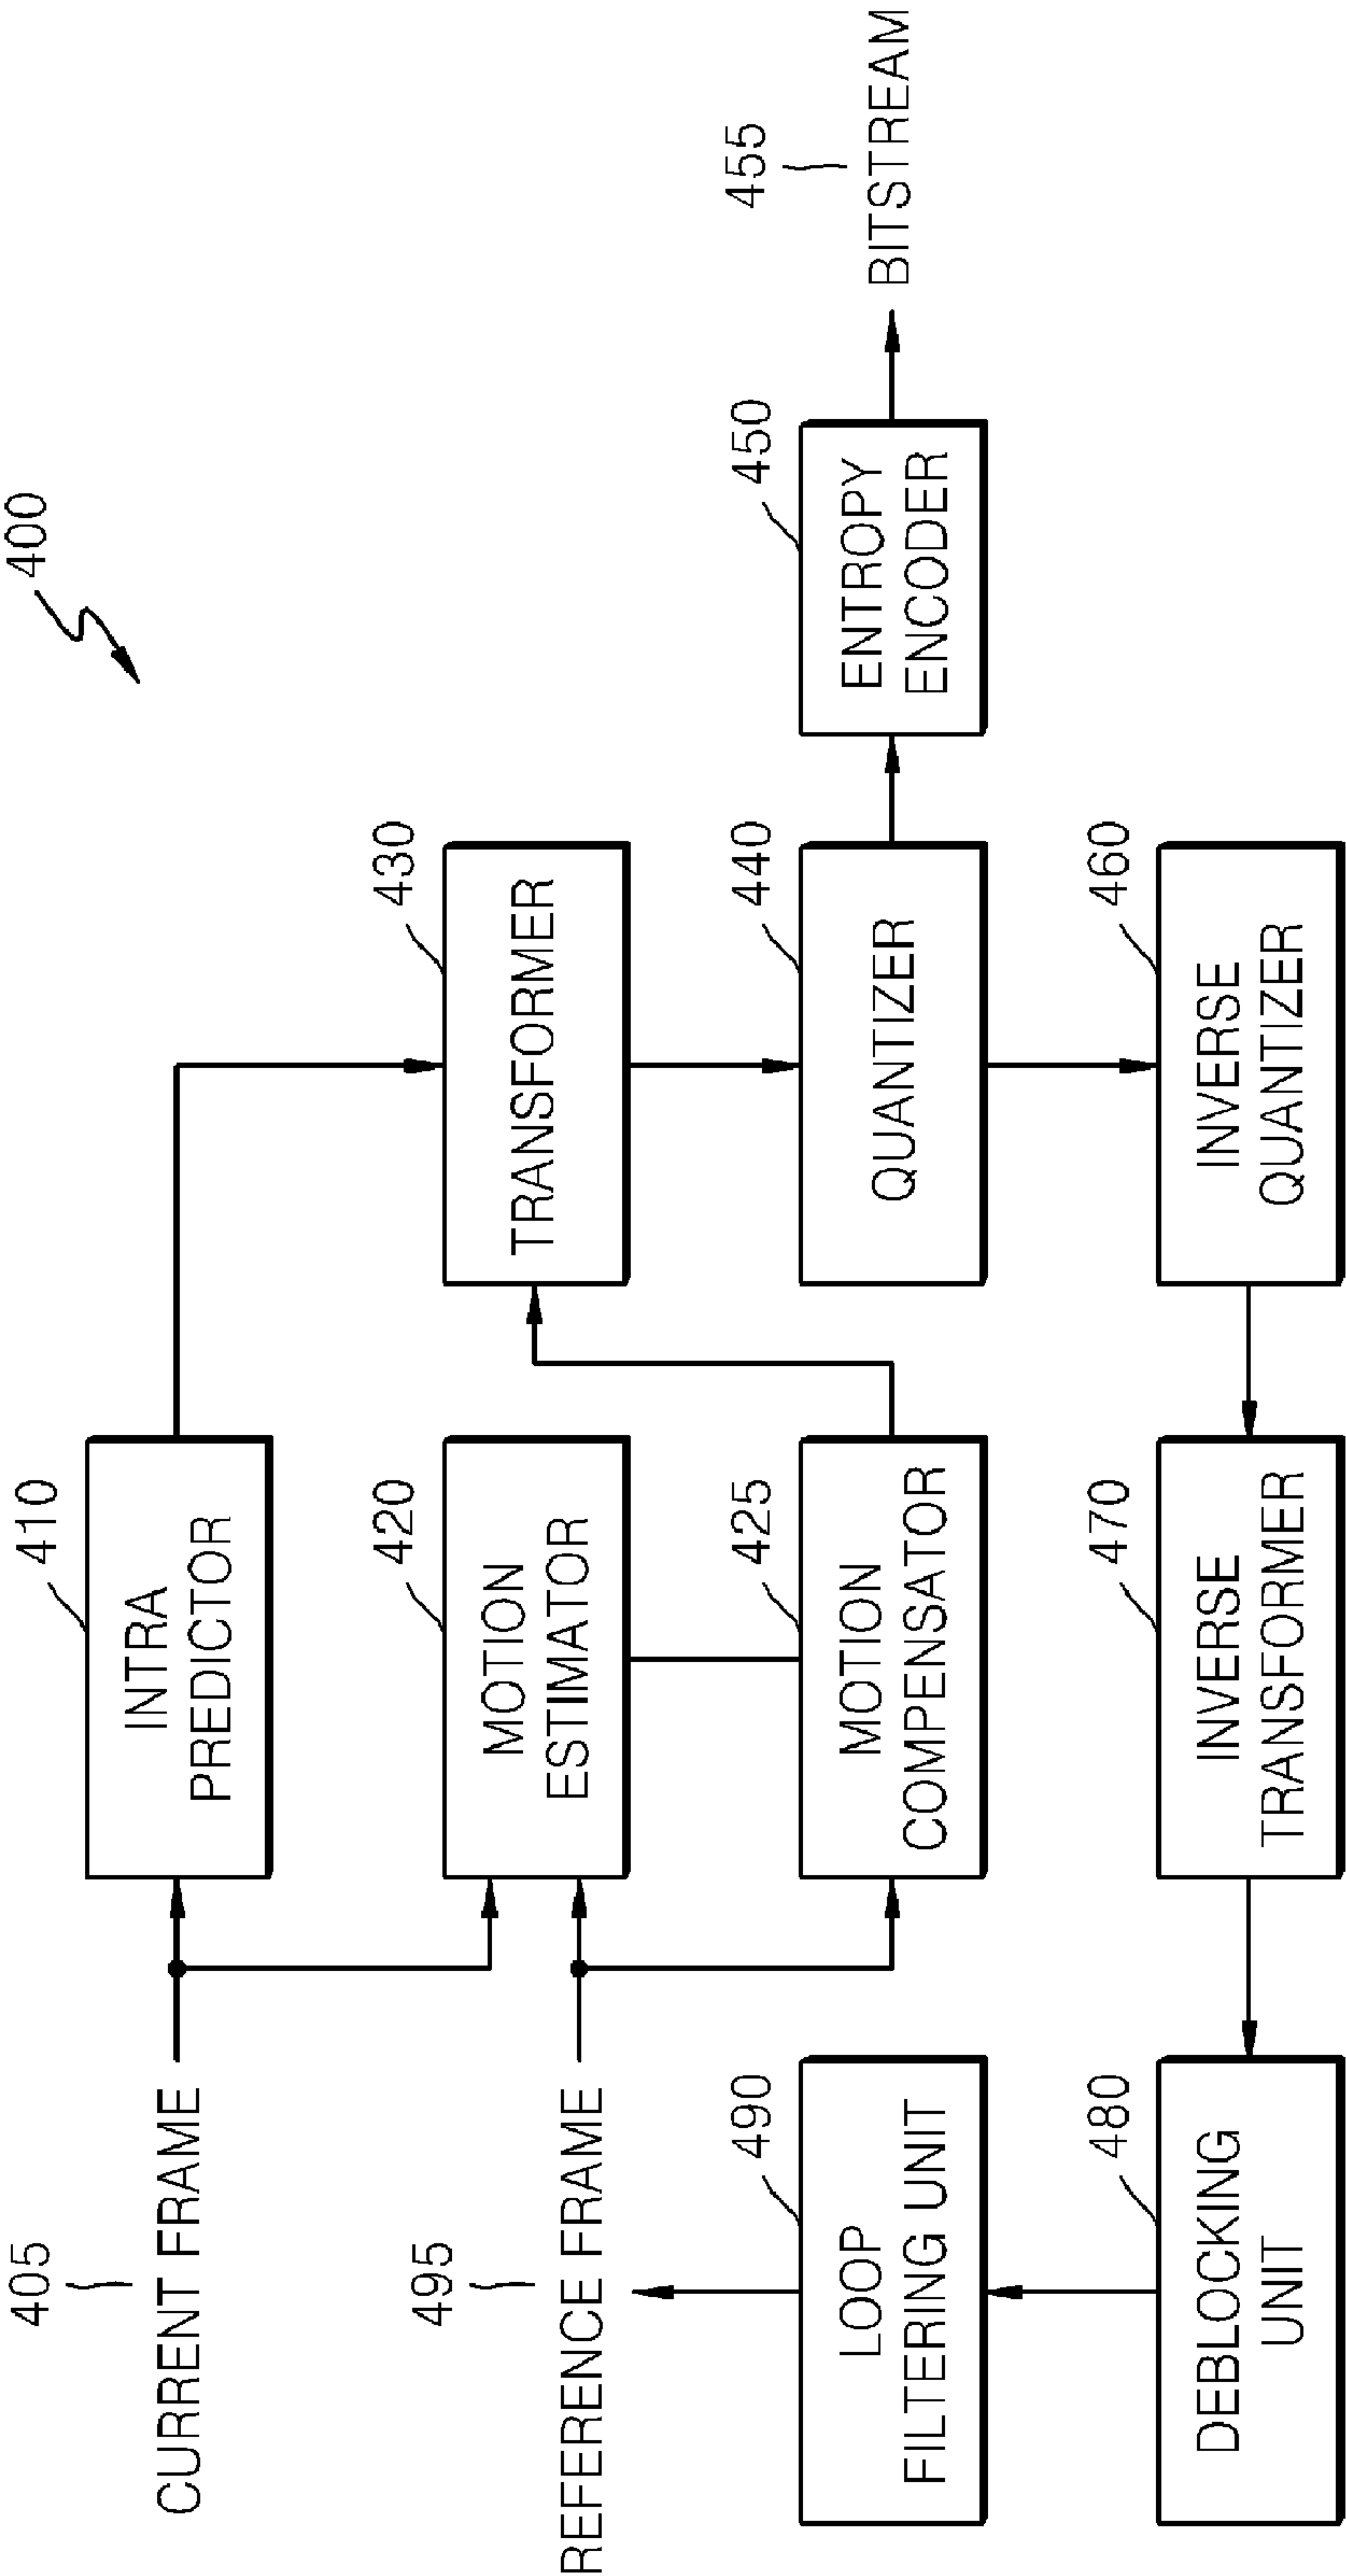 400
405
CURRENT FRAME
410
INTRA
PREDICTOR
495
REFERENCE FRAME
420
MOTION
ESTIMATOR
430
TRANSFORMER
490
LOOP
FILTERING UNIT
425
MOTION
COMPENSATOR
440
QUANTIZER
450
ENTROPY
ENCODER
455
BITSTREAM
480
DEBLOCKING
UNIT
470
INVERSE
TRANSFORMER
460
INVERSE
QUANTIZER